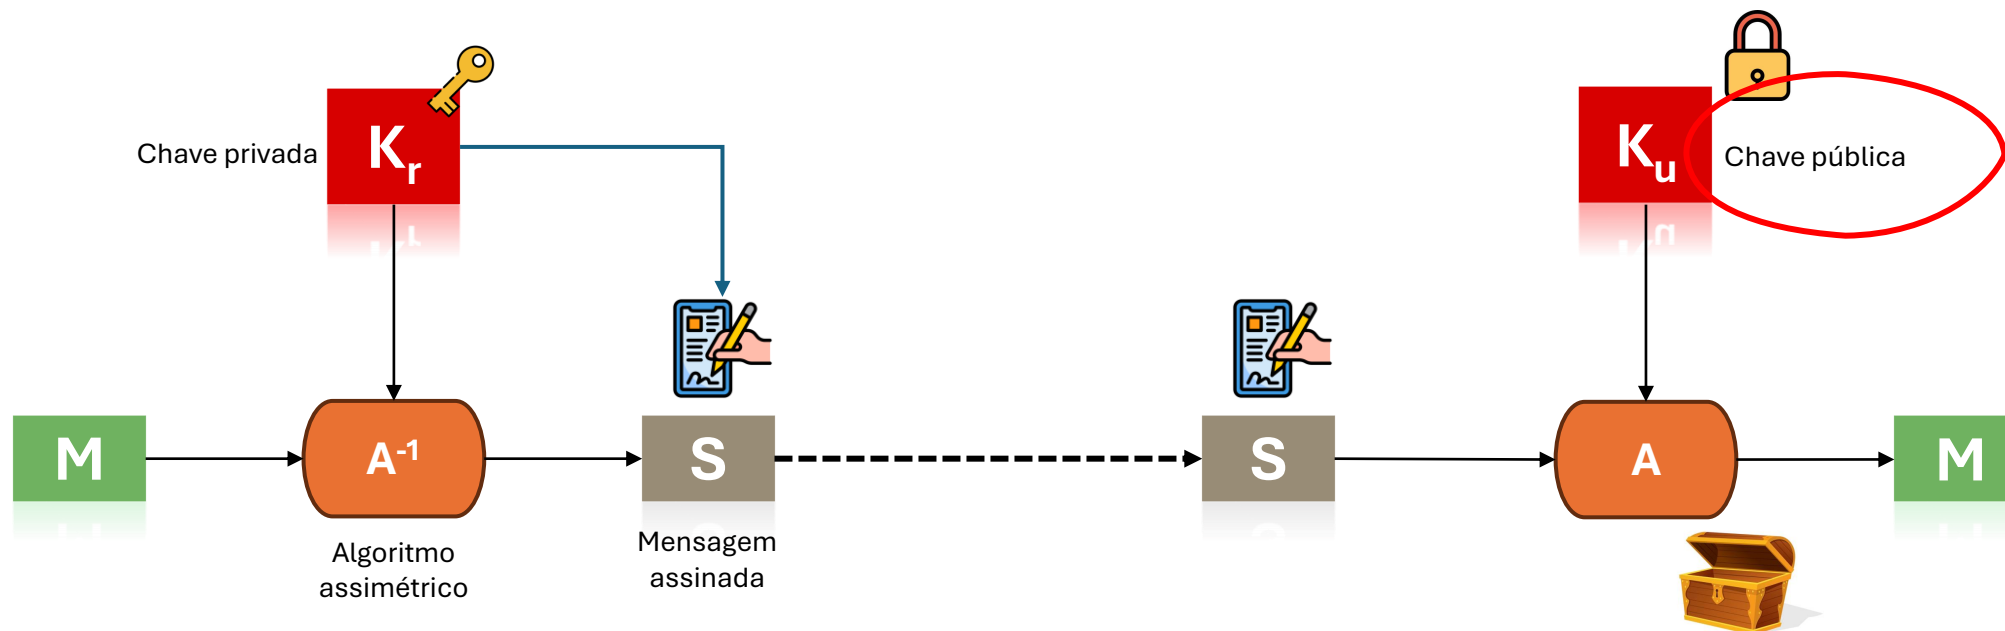 Chave privada
Kr
Ku
Chave pública
M
A-1
S
S
A
M
Algoritmo
assimétrico
Mensagem
assinada